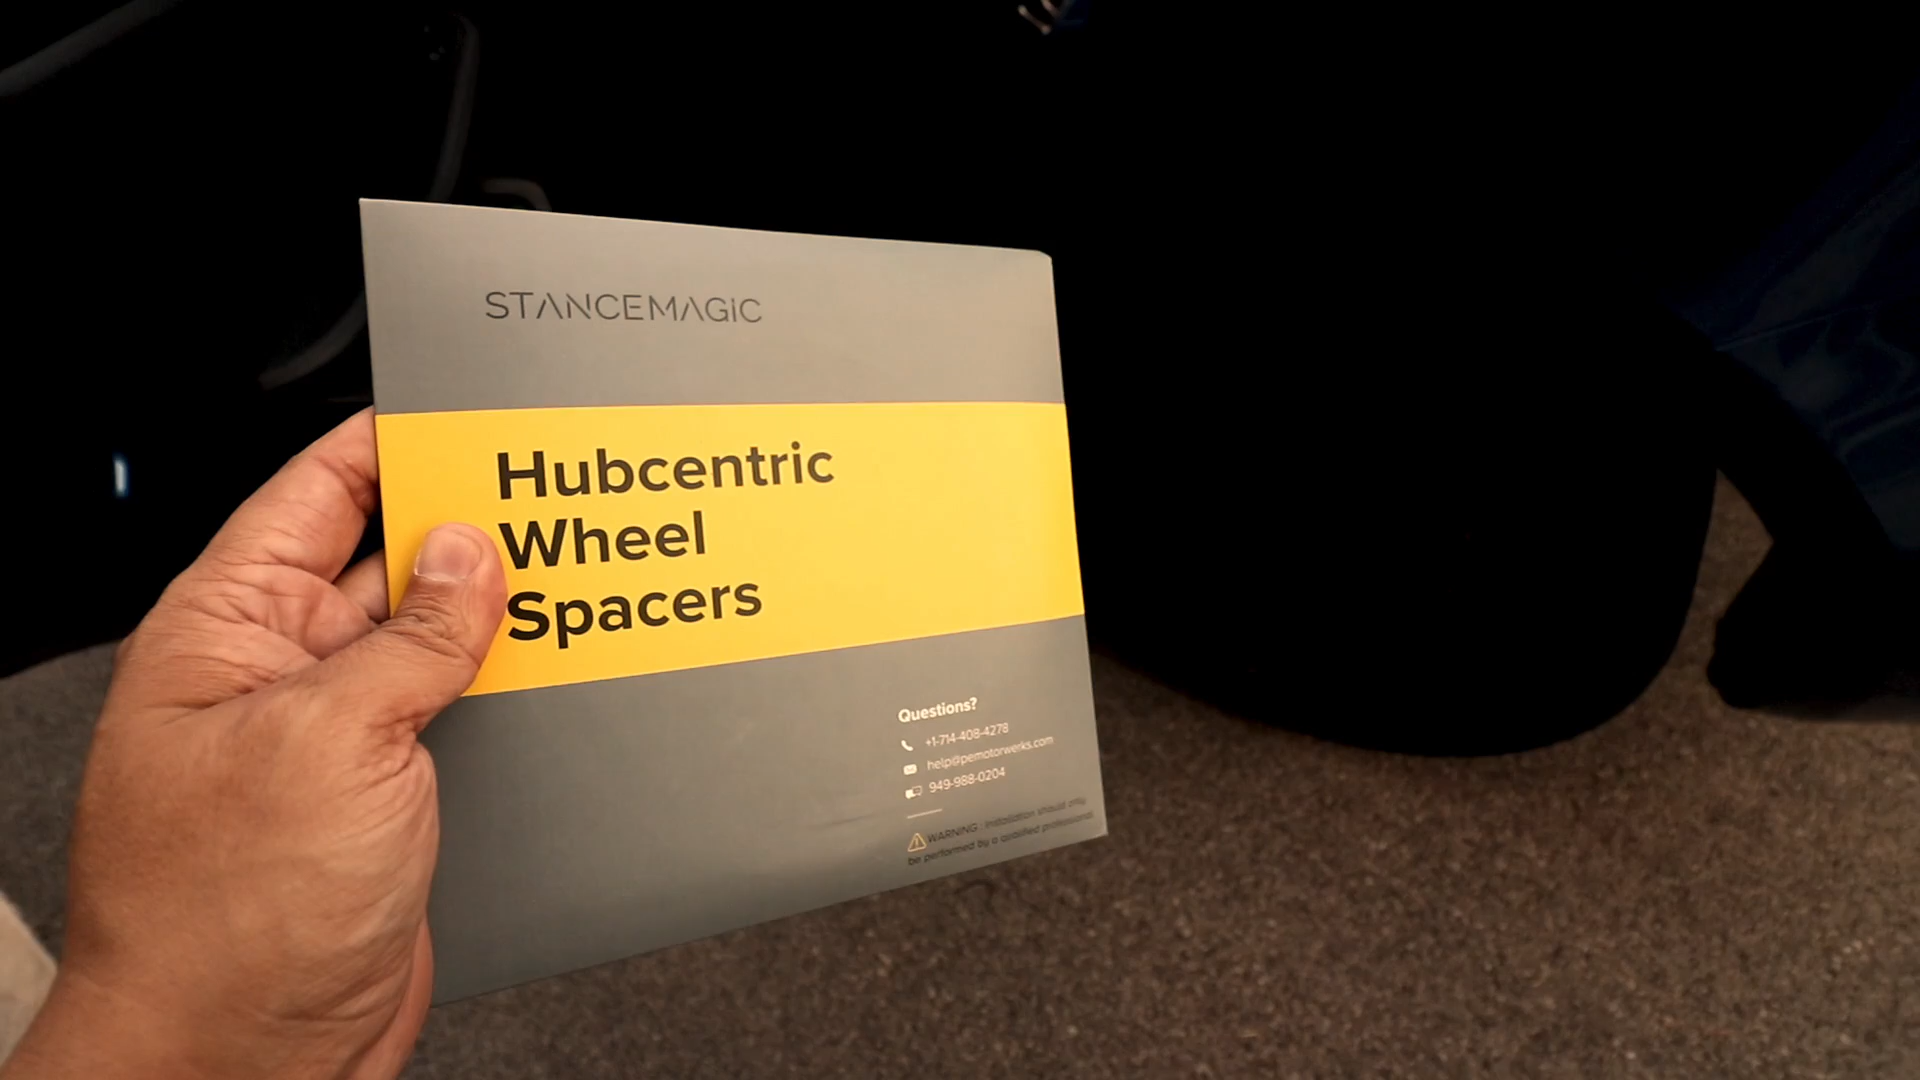 STANCEMAGIC
Hubcentric
Wheel
Spacers
Questions?
+1-714-408-4278
help@pemotorwerks.com
949-988-0204
WARNING: Installation should only
be performed by a certified professional